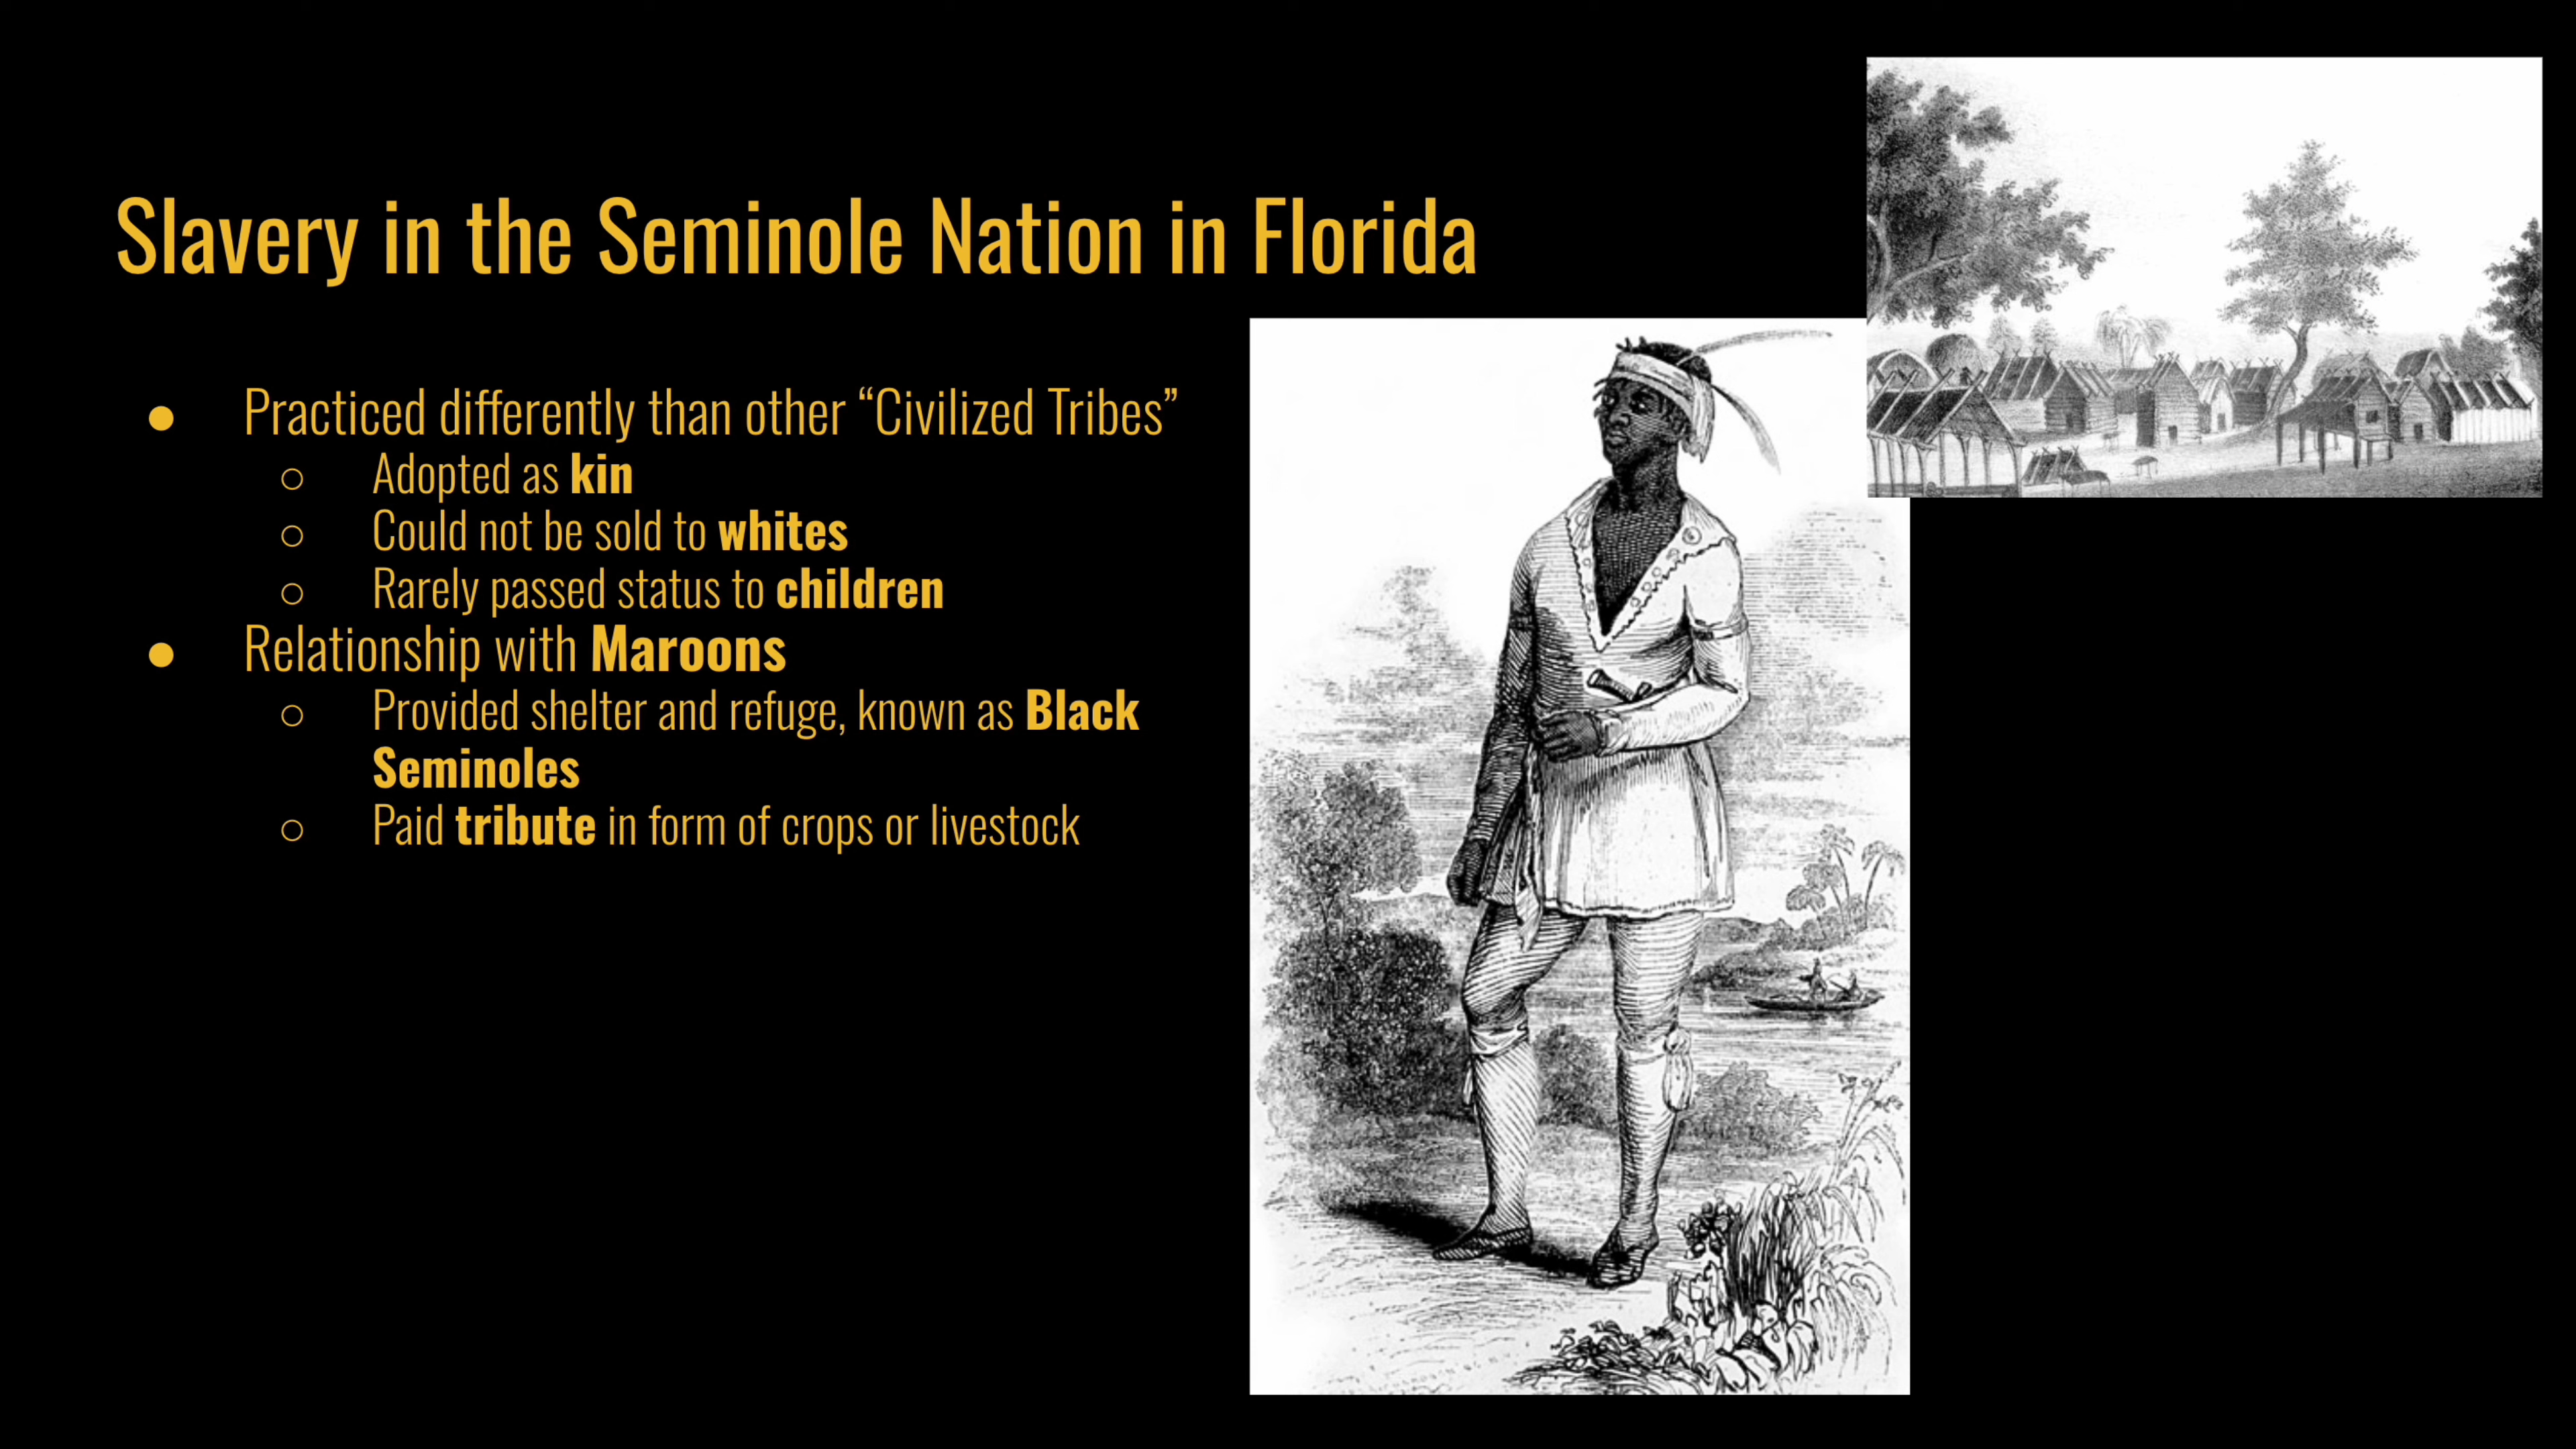 Slavery in the Seminole Nation in Florida
● Practiced differently than other “Civilized Tribes”
○ Adopted as kin
○ Could not be sold to whites
○ Rarely passed status to children
● Relationship with Maroons
○ Provided shelter and refuge, known as Black
Seminoles
○ Paid tribute in form of crops or livestock